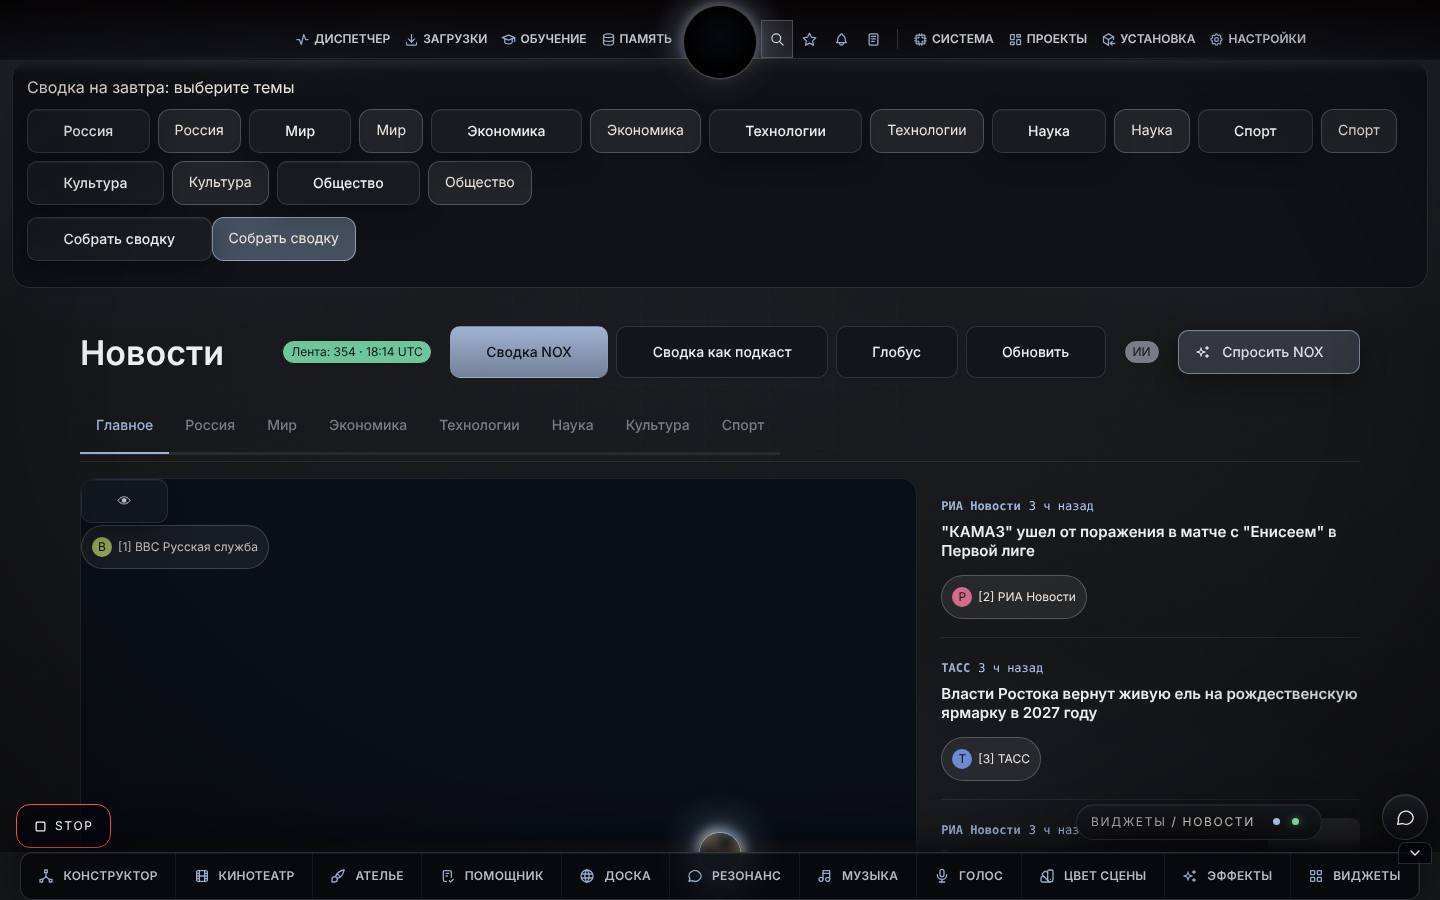 ДИСПЕТЧЕР ЗАГРУЗКИ ОБУЧЕНИЕ ПАМЯТЬ СИСТЕМА ПРОЕКТЫ УСТАНОВКА НАСТРОЙКИ
Сводка на завтра: выберите темы
Россия Россия Мир Мир Экономика Экономика Технологии Технологии Наука Наука Спорт Спорт
Культура Культура Общество Общество
Собрать сводку Собрать сводку
Новости Лента: 354 · 18:14 UTC Сводка NOX Сводка как подкаст Глобус Обновить ИИ Спросить NOX
Главное Россия Мир Экономика Технологии Наука Культура Спорт
B [1] BBC Русская служба
РИА Новости 3 ч назад
"КАМАЗ" ушел от поражения в матче с "Енисеем" в
Первой лиге
Р [2] РИА Новости
ТАСС 3 ч назад
Власти Ростока вернут живую ель на рождественскую
ярмарку в 2027 году
Т [3] ТАСС
РИА Новости 3 ч наз
STOP
ВИДЖЕТЫ / НОВОСТИ
КОНСТРУКТОР КИНОТЕАТР АТЕЛЬЕ ПОМОЩНИК ДОСКА РЕЗОНАНС МУЗЫКА ГОЛОС ЦВЕТ СЦЕНЫ ЭФФЕКТЫ ВИДЖЕТЫ